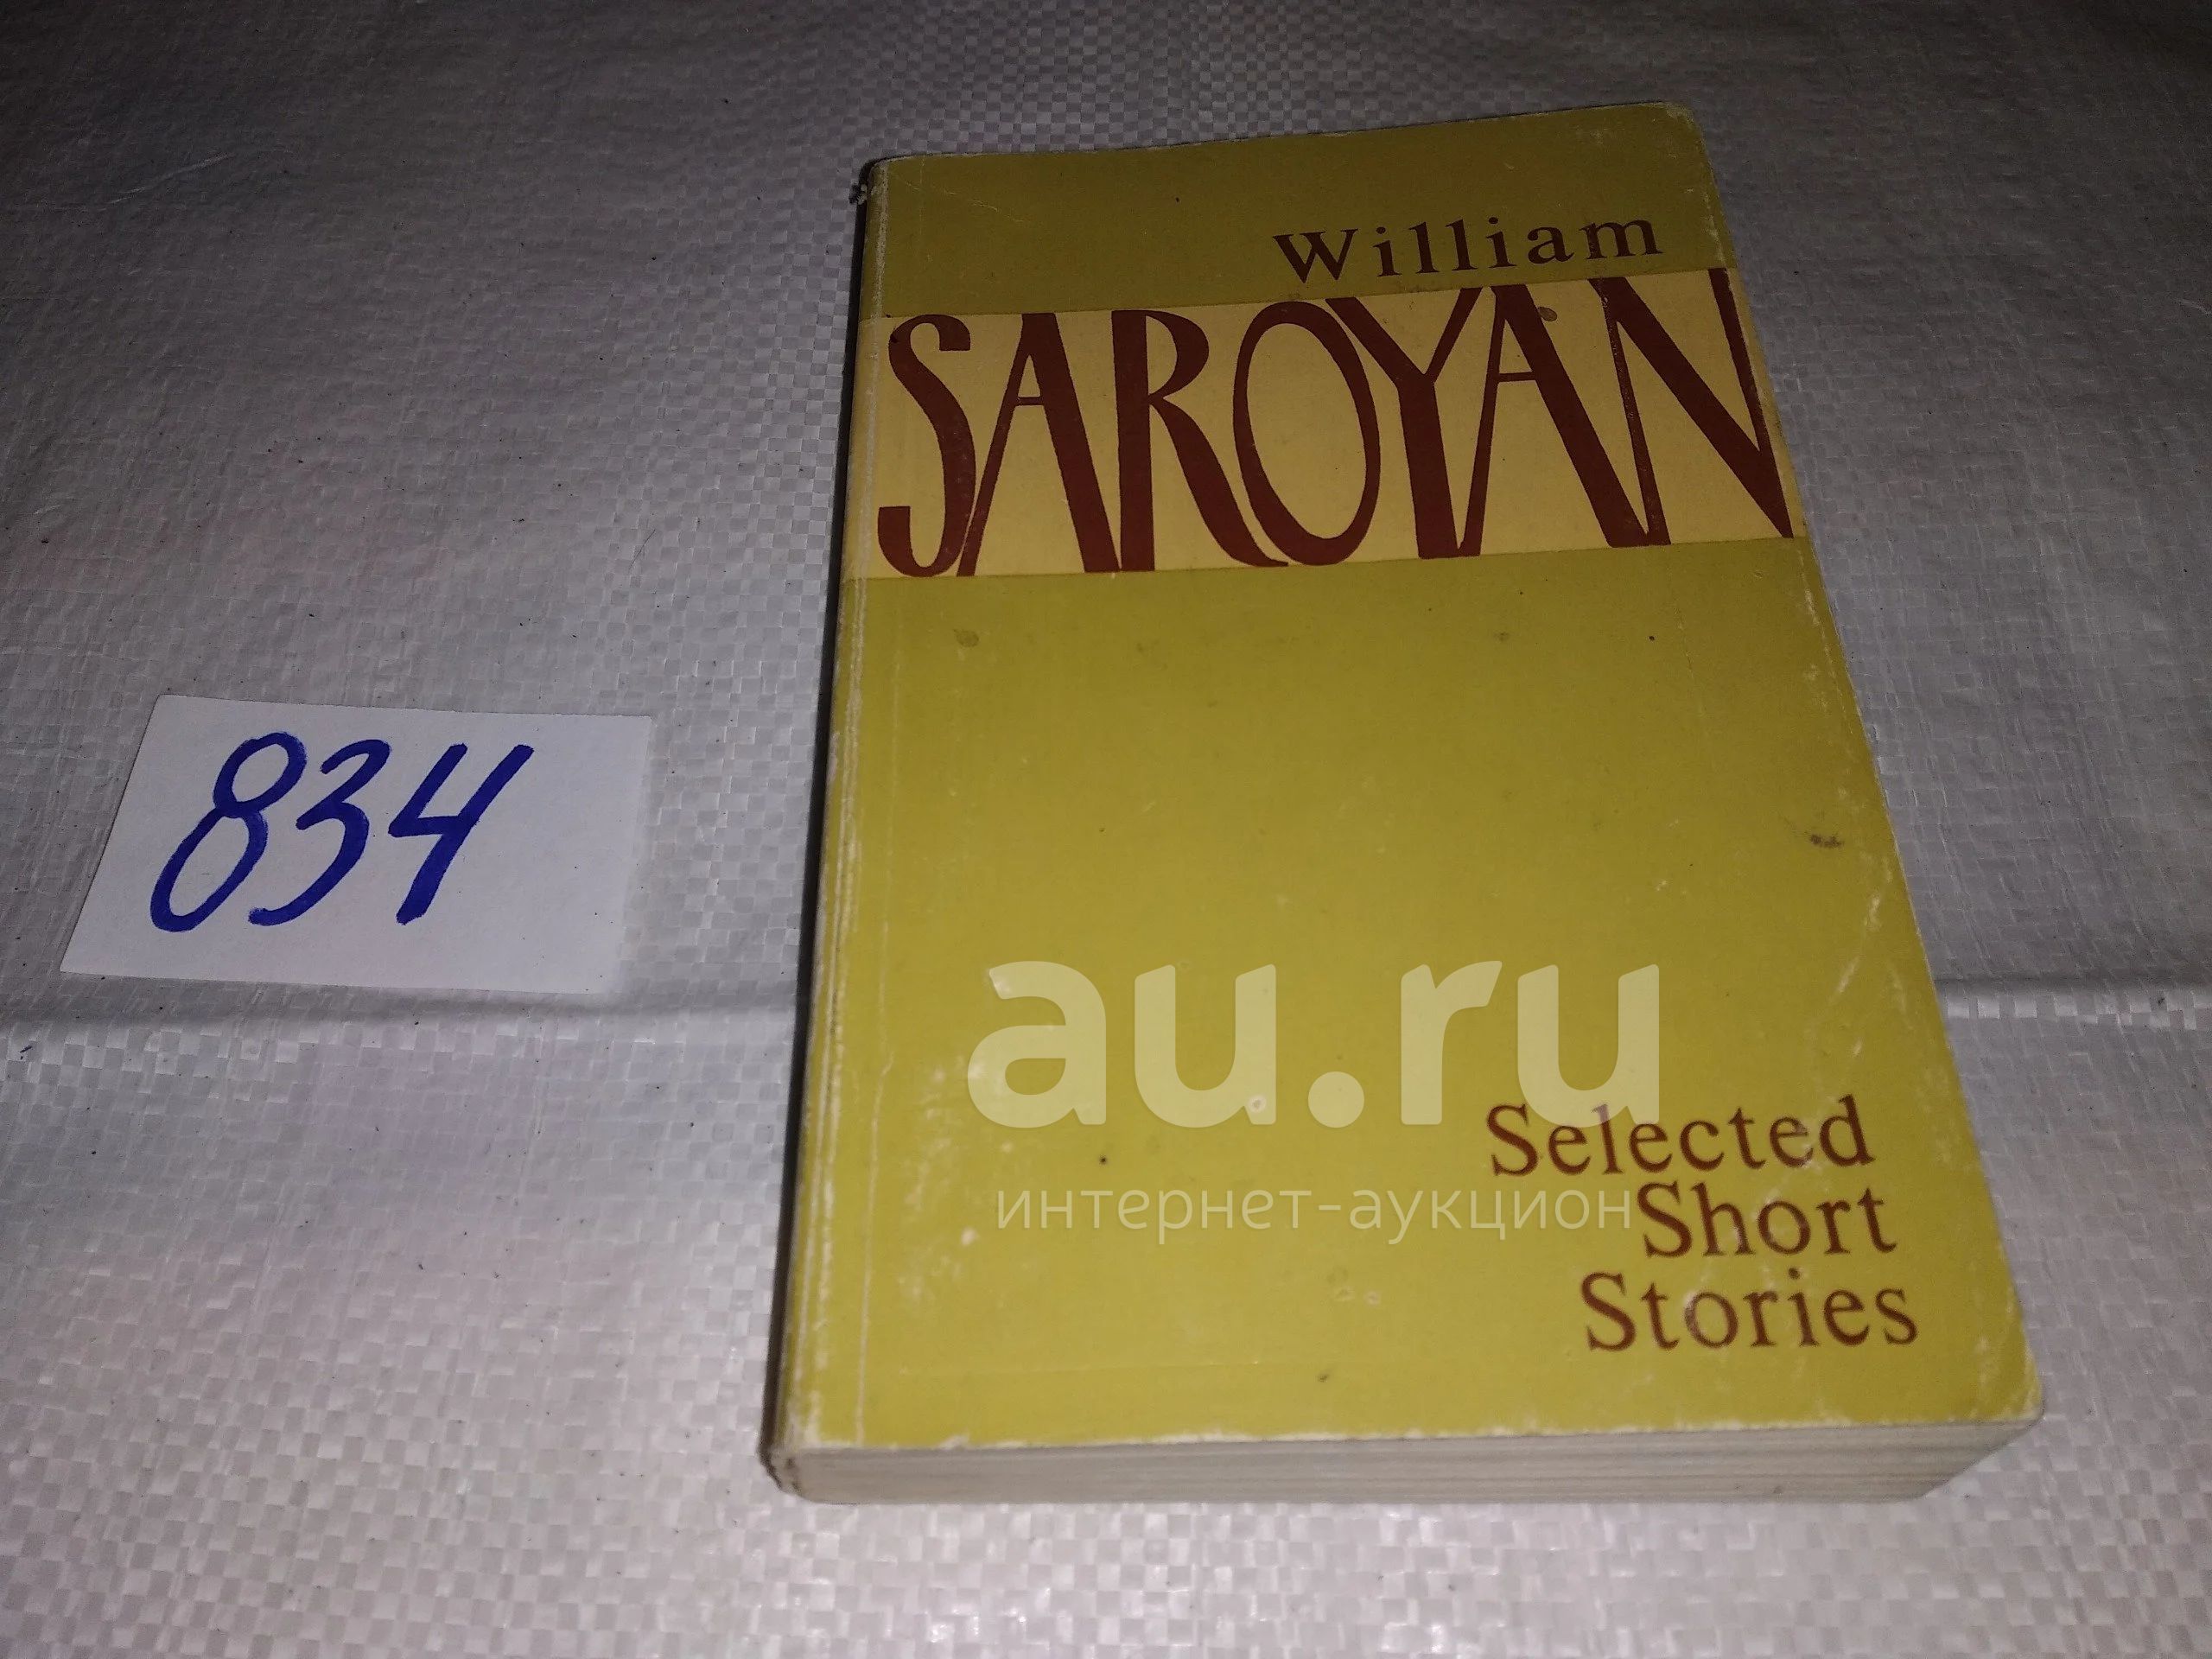 William
SAROYAN
834
au.ru
интернет-аукцион
Selected
Short
Stories